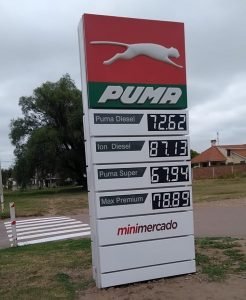 PUMA
Puma Diesel 72.62
Ion Diesel 87.13
Puma Super 67.94
Max Premium 78.89
minimercado